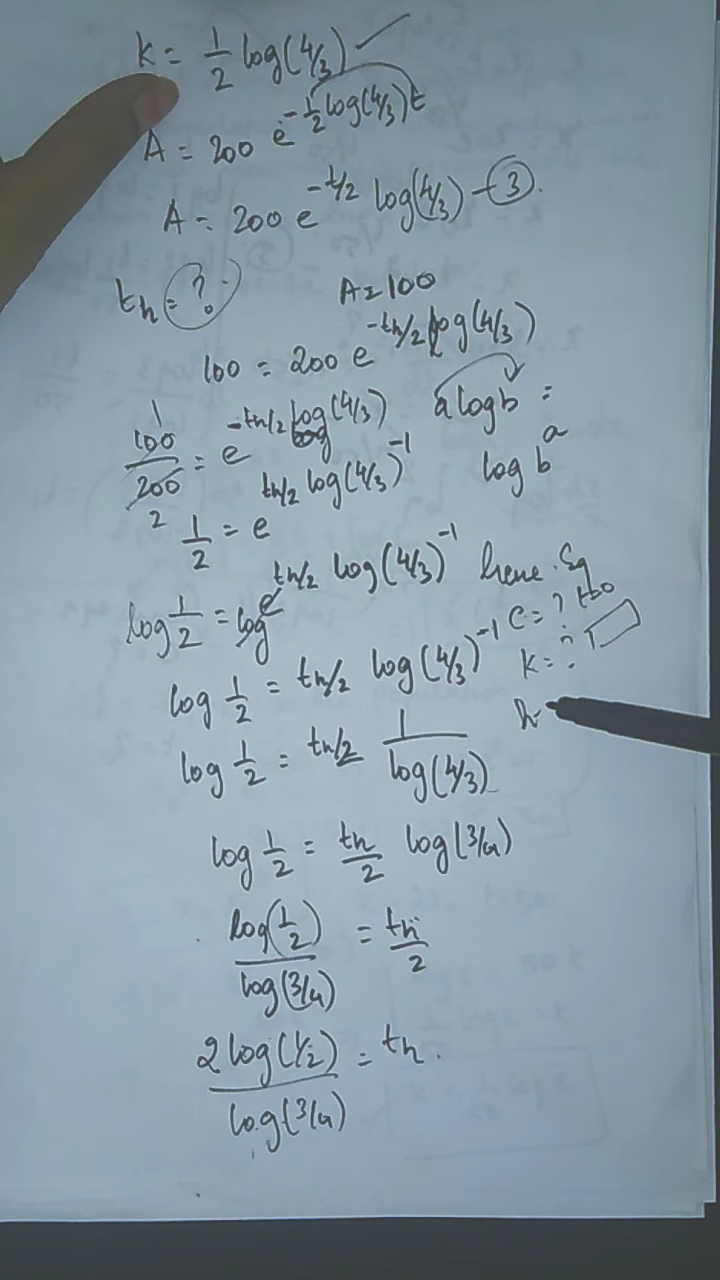 k = 1/2 log(4/3) ✓
A = 200 e^(-1/2 log(4/3)t)
A = 200 e^(-t/2 log(4/3)) - ③.
th = ?. A = 100
100 = 200 e^(-th/2 log(4/3))
100/200 = e^(-th/2 log(4/3)) a log b =
1/2 = e^(th/2 log(4/3)^-1) log b^a
log 1/2 = log e^(th/2 log(4/3)^-1) here. Eq
C = ?
log 1/2 = th/2 log(4/3)^-1 k = ?
log 1/2 = th/2 1/log(4/3)
log 1/2 = th/2 log(3/4)
log(1/2)/log(3/4) = th/2
2 log(1/2)/log(3/4) = th.